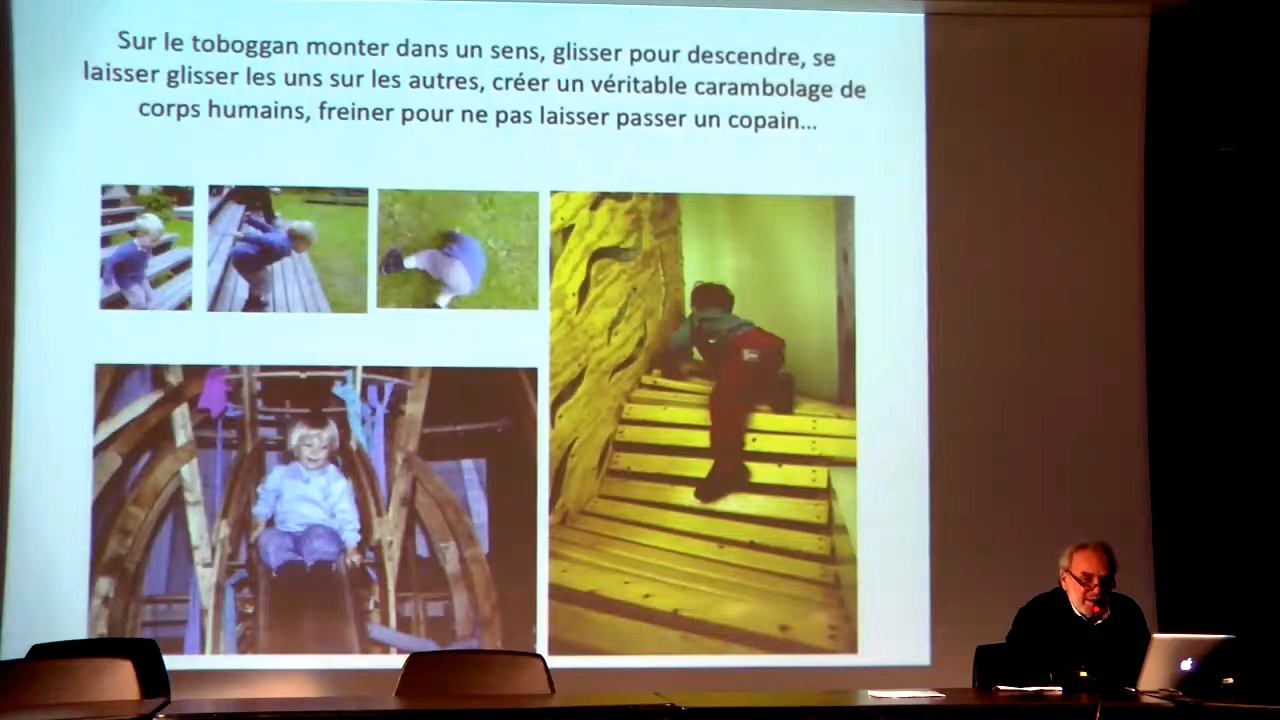 Sur le toboggan monter dans un sens, glisser pour descendre, se
laisser glisser les uns sur les autres, créer un véritable carambolage de
corps humains, freiner pour ne pas laisser passer un copain...